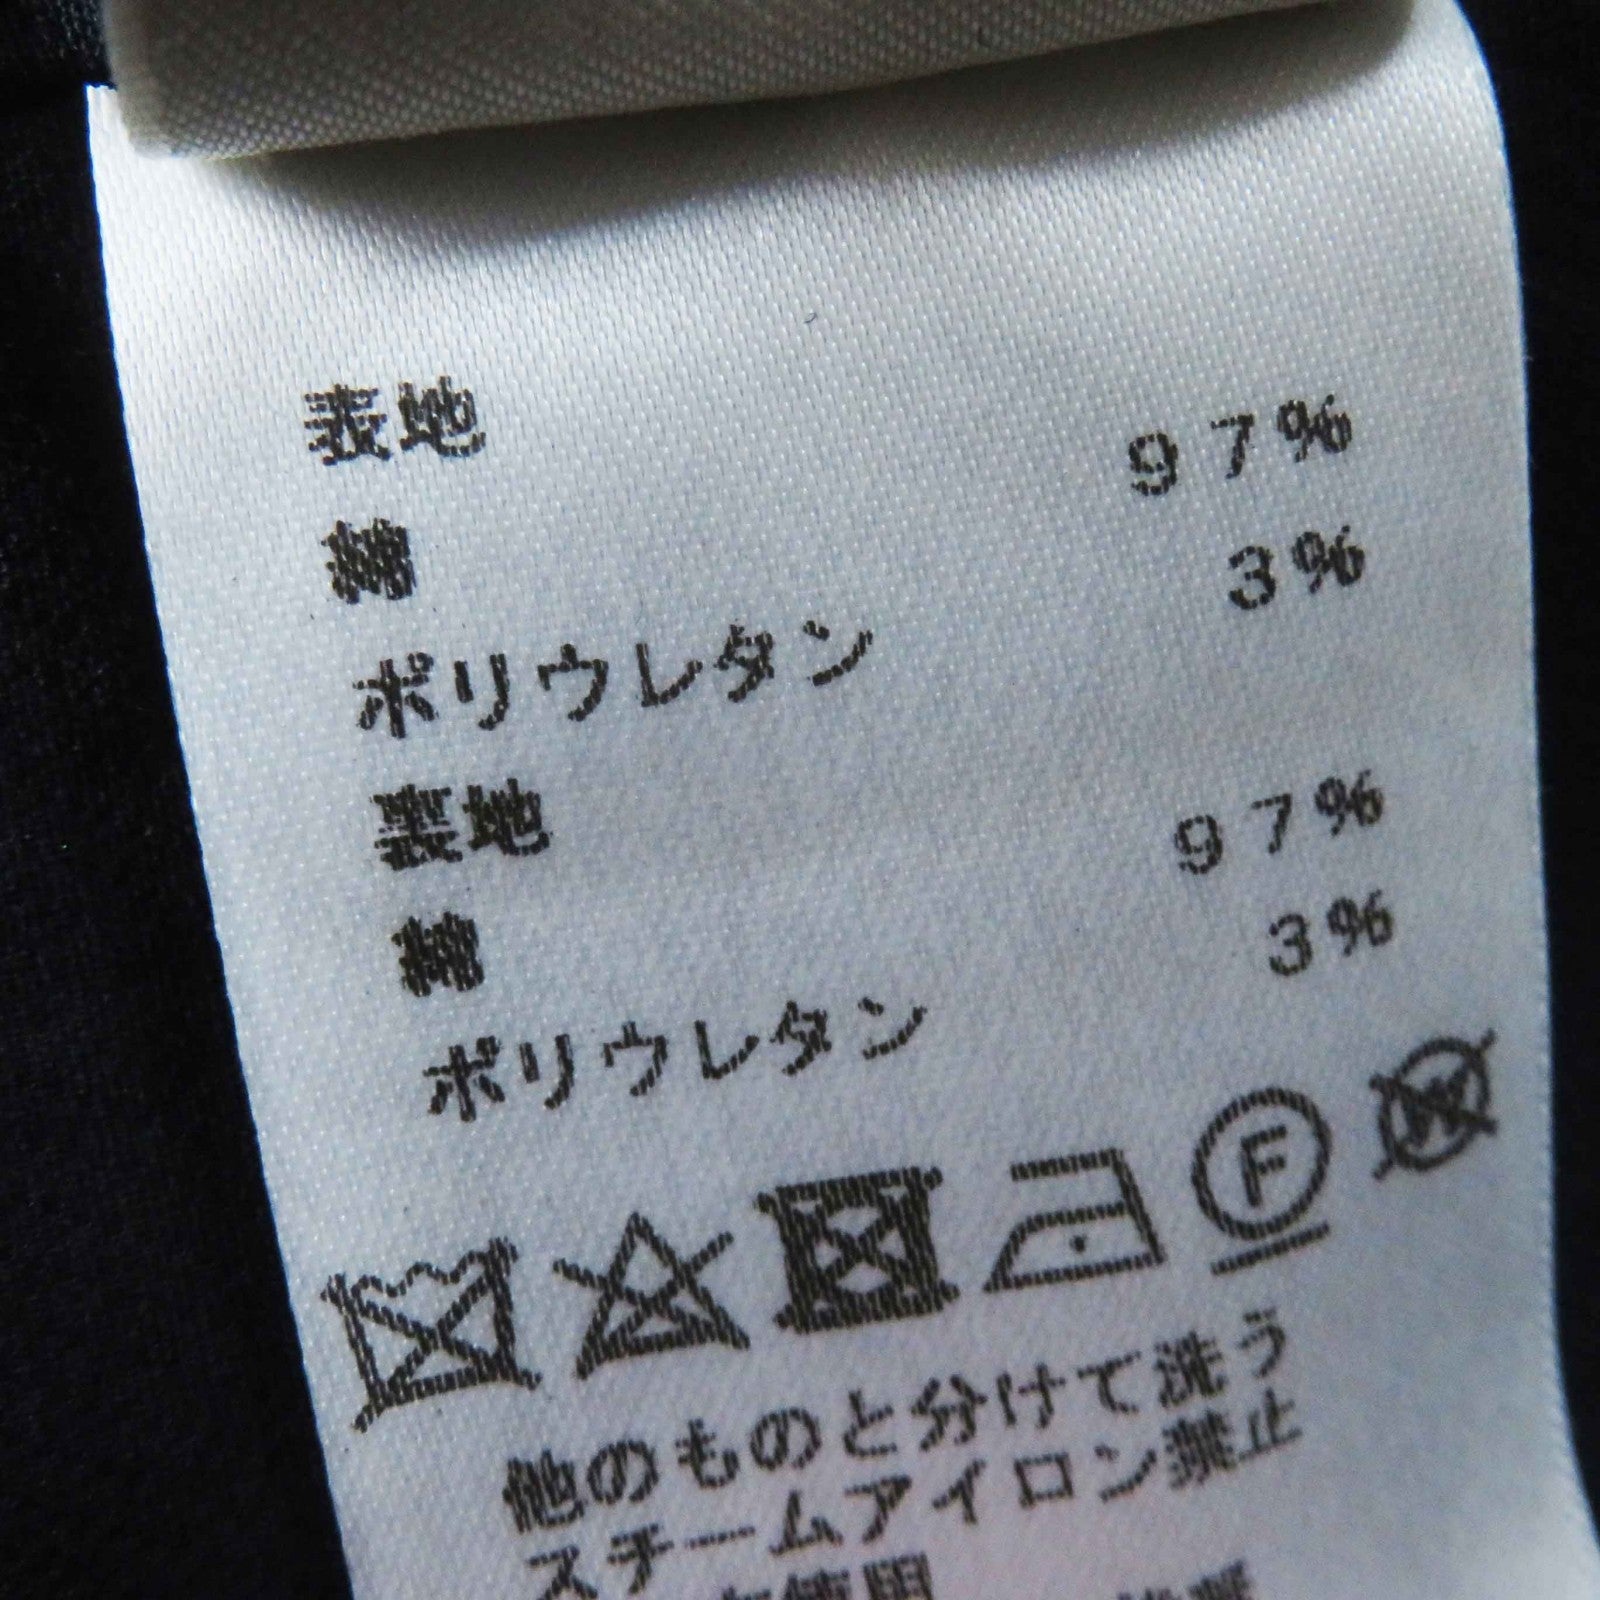 表地
綿 97%
ポリウレタン 3%
裏地
綿 97%
ポリウレタン 3%
F W
他のものと分けて洗う
スチームアイロン禁止
使用